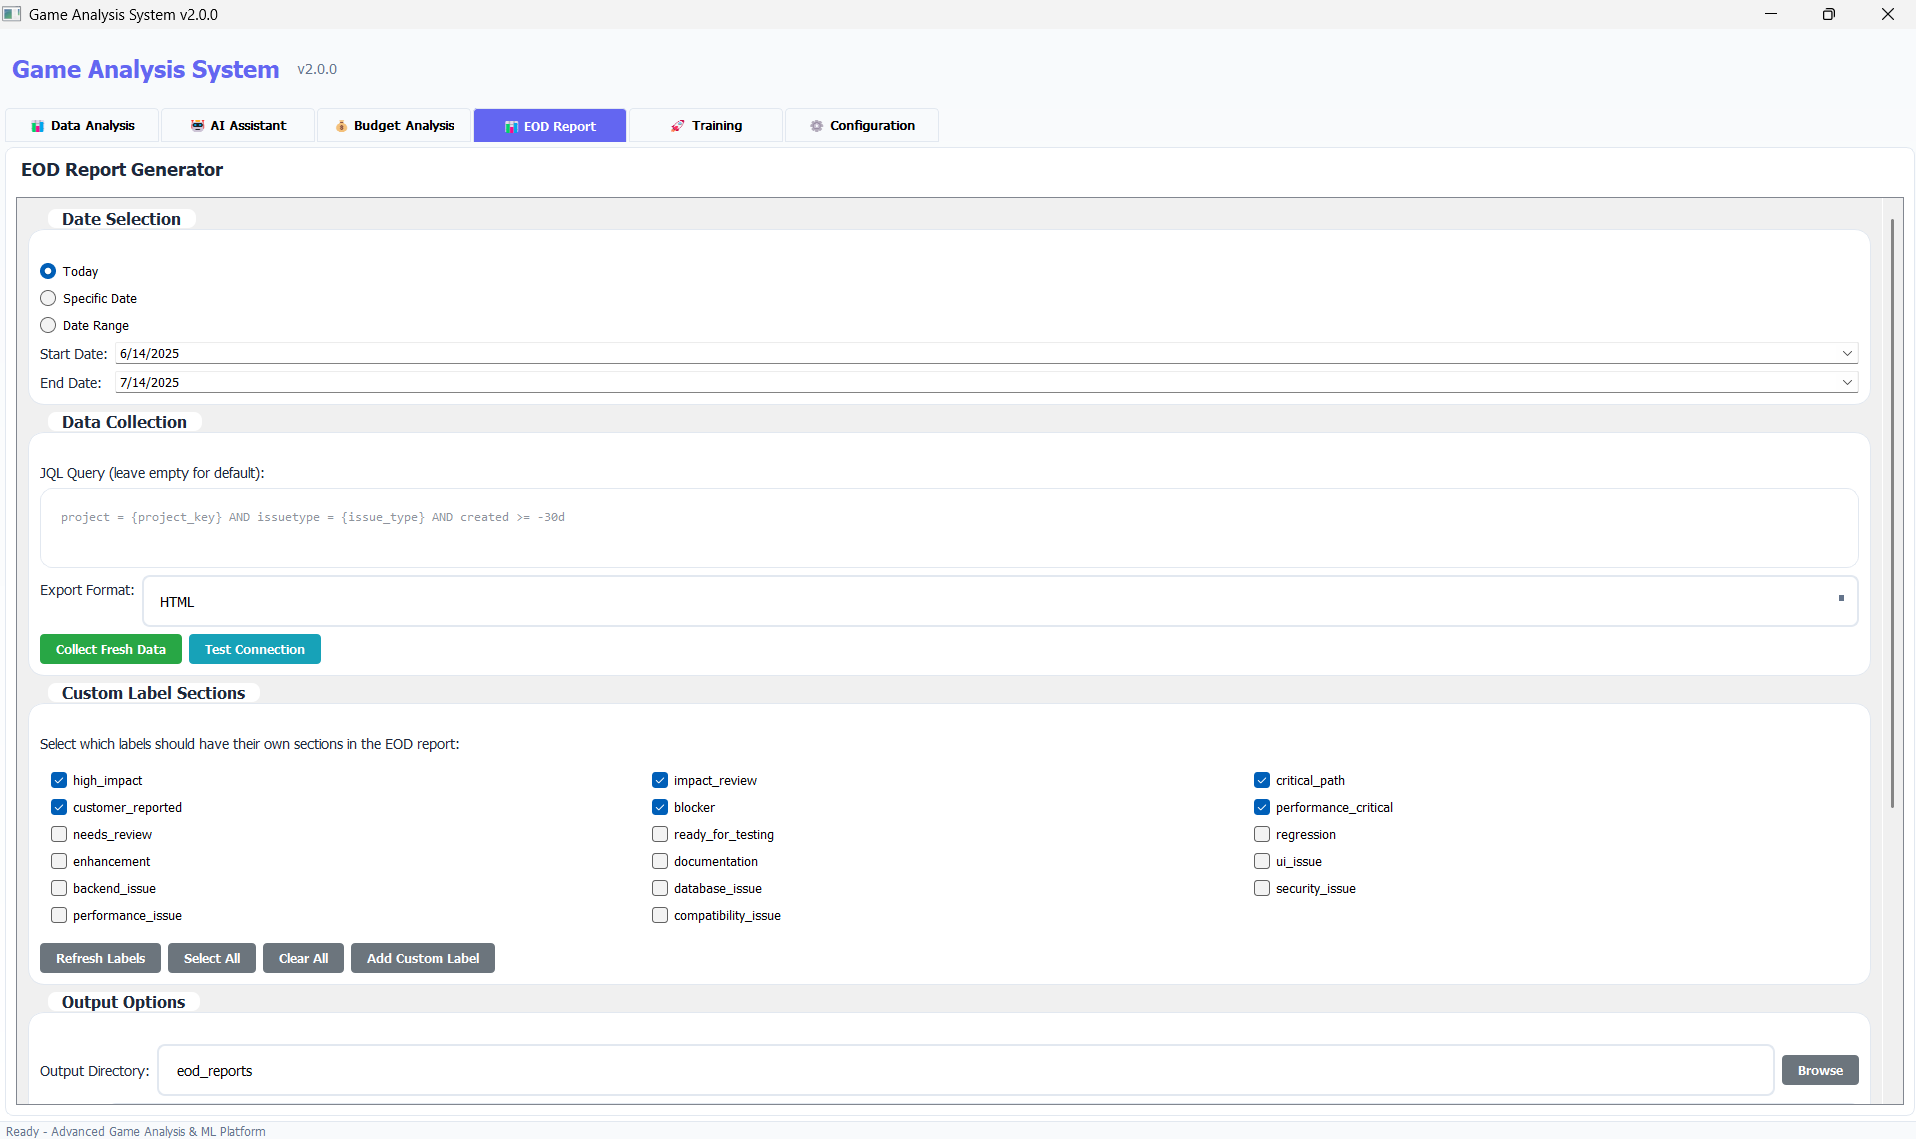 Game Analysis System v2.0.0
Game Analysis System v2.0.0
Data Analysis AI Assistant Budget Analysis EOD Report Training Configuration
EOD Report Generator
Date Selection
Today
Specific Date
Date Range
Start Date: 6/14/2025
End Date: 7/14/2025
Data Collection
JQL Query (leave empty for default):
project = {project_key} AND issuetype = {issue_type} AND created >= -30d
Export Format: HTML
Collect Fresh Data Test Connection
Custom Label Sections
Select which labels should have their own sections in the EOD report:
high_impact impact_review critical_path
customer_reported blocker performance_critical
needs_review ready_for_testing regression
enhancement documentation ui_issue
backend_issue database_issue security_issue
performance_issue compatibility_issue
Refresh Labels Select All Clear All Add Custom Label
Output Options
Output Directory: eod_reports Browse
Ready - Advanced Game Analysis & ML Platform